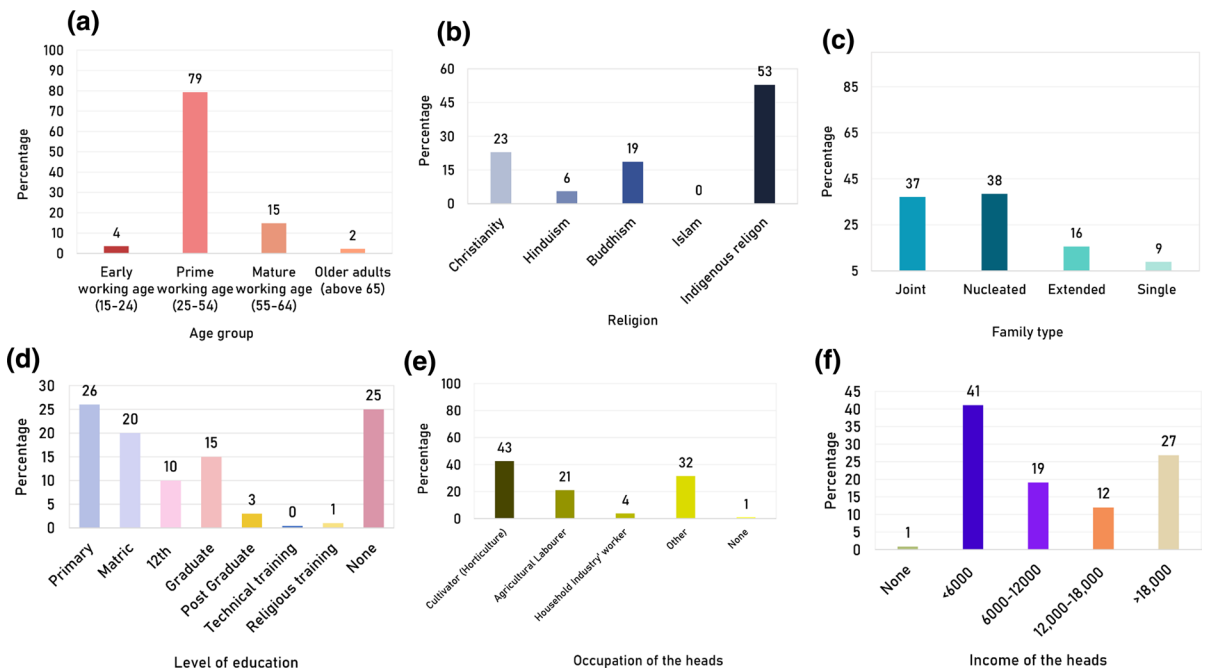 (a)
Percentage
100
90
80
70
60
50
40
30
20
10
0
4
79
15
2
Early working age (15-24)
Prime working age (25-54)
Mature working age (55-64)
Older adults (above 65)
Age group
(b)
Percentage
60
45
30
15
0
23
6
19
0
53
Christianity
Hinduism
Buddhism
Islam
Indigenous religon
Religion
(c)
Percentage
85
65
45
25
5
37
38
16
9
Joint
Nucleated
Extended
Single
Family type
(d)
Percentage
30
25
20
15
10
5
0
26
20
10
15
3
0
1
25
Primary
Matric
12th
Graduate
Post Graduate
Technical training
Religious training
None
Level of education
(e)
Percentage
100
80
60
40
20
0
43
21
4
32
1
Cultivator (Horticulture)
Agricultural Labourer
Household Industry' worker
Other
None
Occupation of the heads
(f)
Percentage
45
40
35
30
25
20
15
10
5
0
1
41
19
12
27
None
<6000
6000-12000
12,000-18,000
>18,000
Income of the heads